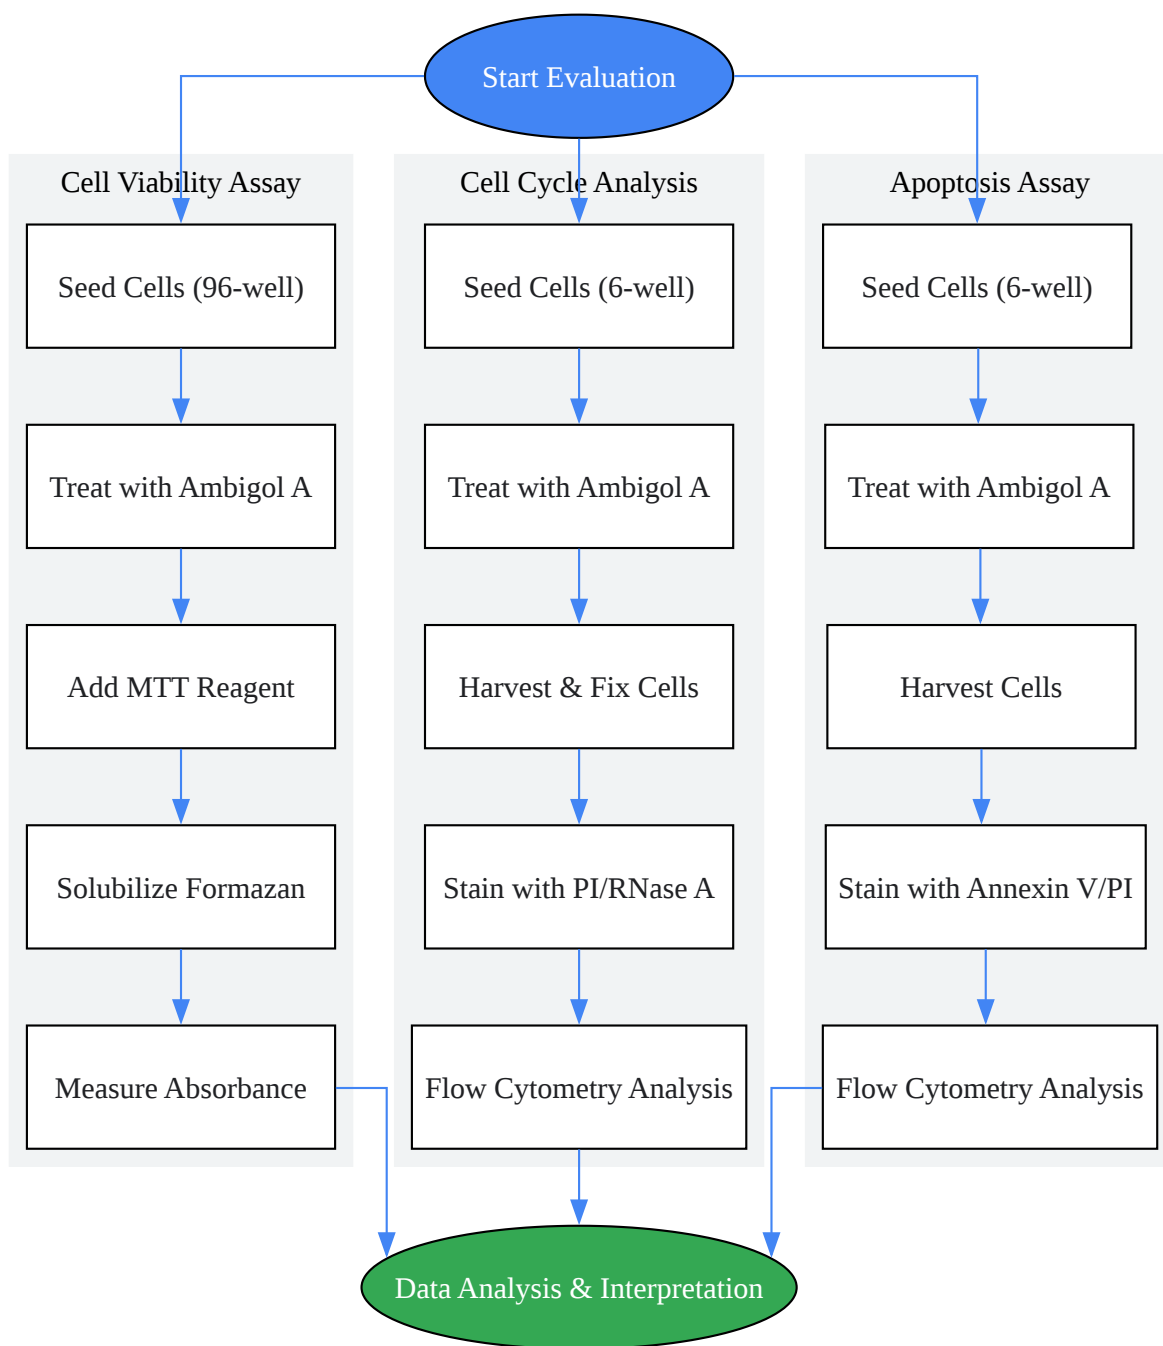 Start Evaluation
Cell Viability Assay
Seed Cells (96-well)
Treat with Ambigol A
Add MTT Reagent
Solubilize Formazan
Measure Absorbance
Cell Cycle Analysis
Seed Cells (6-well)
Treat with Ambigol A
Harvest & Fix Cells
Stain with PI/RNase A
Flow Cytometry Analysis
Apoptosis Assay
Seed Cells (6-well)
Treat with Ambigol A
Harvest Cells
Stain with Annexin V/PI
Flow Cytometry Analysis
Data Analysis & Interpretation